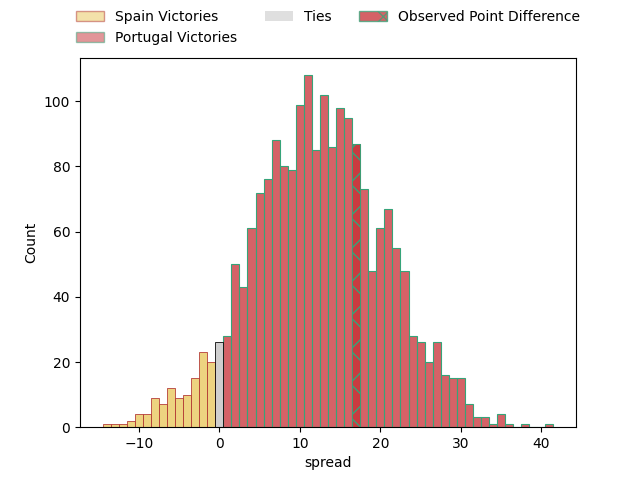 Spain Victories
Ties
Observed Point Difference
Portugal Victories
100
80
60
40
20
0
Count
−10
0
10
20
30
40
spread